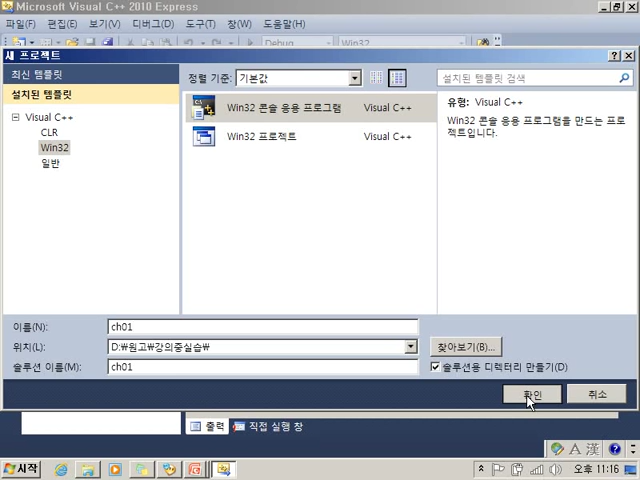 Microsoft Visual C++ 2010 Express
파일(F) 편집(E) 보기(V) 디버그(D) 도구(T) 창(W) 도움말(H)
Debug Win32
새 프로젝트
최신 템플릿
설치된 템플릿
Visual C++
CLR
Win32
일반
정렬 기준: 기본값
설치된 템플릿 검색
Win32 콘솔 응용 프로그램 Visual C++
Win32 프로젝트 Visual C++
유형: Visual C++
Win32 콘솔 응용 프로그램을 만드는 프로
젝트입니다.
이름(N): ch01
위치(L): D:\원고\강의중실습\
찾아보기(B)...
솔루션 이름(M): ch01
솔루션용 디렉터리 만들기(D)
확인 취소
출력 직접 실행 창
A 漢
시작
오후 11:16